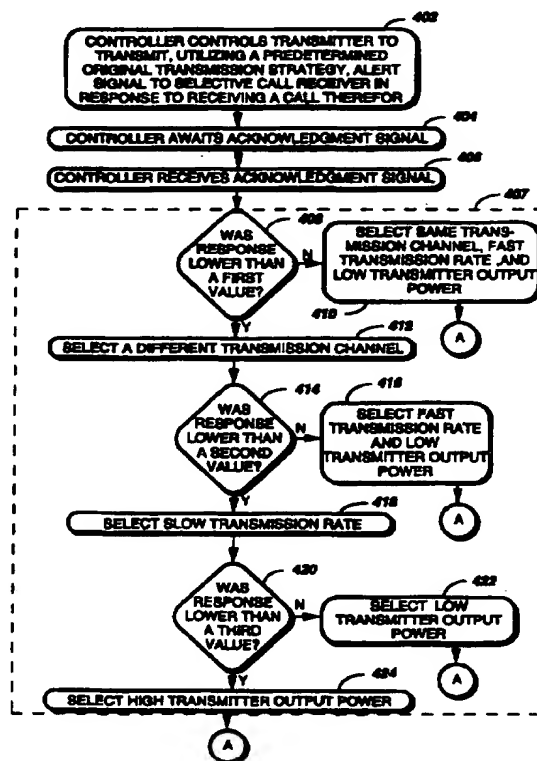 402
CONTROLLER CONTROLS TRANSMITTER TO
TRANSMIT, UTILIZING A PREDETERMINED
ORIGINAL TRANSMISSION STRATEGY, ALERT
SIGNAL TO SELECTIVE CALL RECEIVER IN
RESPONSE TO RECEIVING A CALL THEREFOR
404
CONTROLLER AWAITS ACKNOWLEDGMENT SIGNAL
406
CONTROLLER RECEIVES ACKNOWLEDGMENT SIGNAL
407
408
WAS
RESPONSE
LOWER THAN
A FIRST
VALUE?
N
SELECT SAME TRANS-
MISSION CHANNEL, FAST
TRANSMISSION RATE ,AND
LOW TRANSMITTER OUTPUT
POWER
410
A
Y
412
SELECT A DIFFERENT TRANSMISSION CHANNEL
414
WAS
RESPONSE
LOWER THAN
A SECOND
VALUE?
N
416
SELECT FAST
TRANSMISSION RATE
AND LOW
TRANSMITTER OUTPUT
POWER
A
Y
418
SELECT SLOW TRANSMISSION RATE
420
WAS
RESPONSE
LOWER THAN
A THIRD
VALUE?
N
422
SELECT LOW
TRANSMITTER OUTPUT
POWER
A
Y
424
SELECT HIGH TRANSMITTER OUTPUT POWER
A